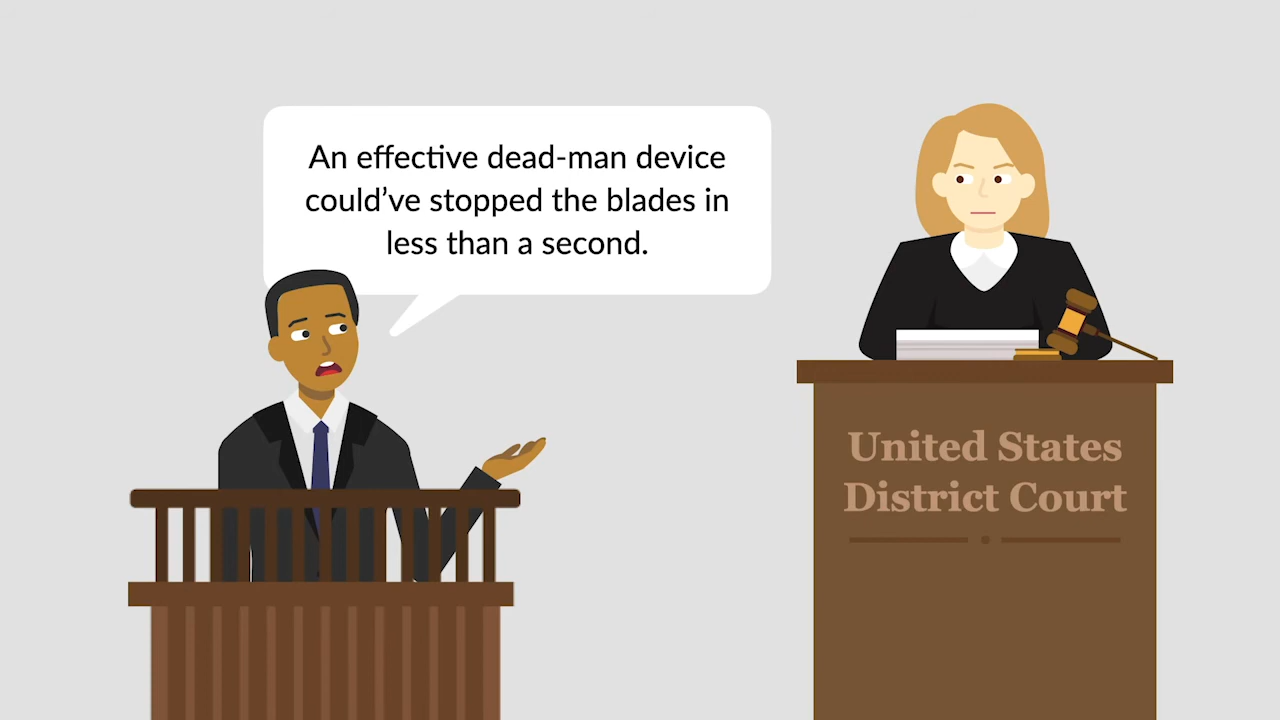 An effective dead-man device
could’ve stopped the blades in
less than a second.
United States
District Court